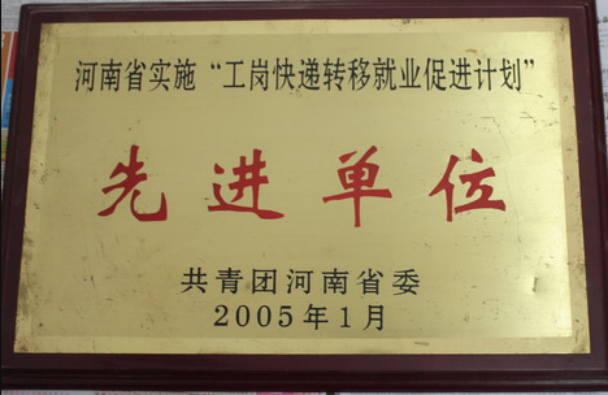 河南省实施“工岗快递转移就业促进计划”
先进单位
共青团河南省委
2005年1月